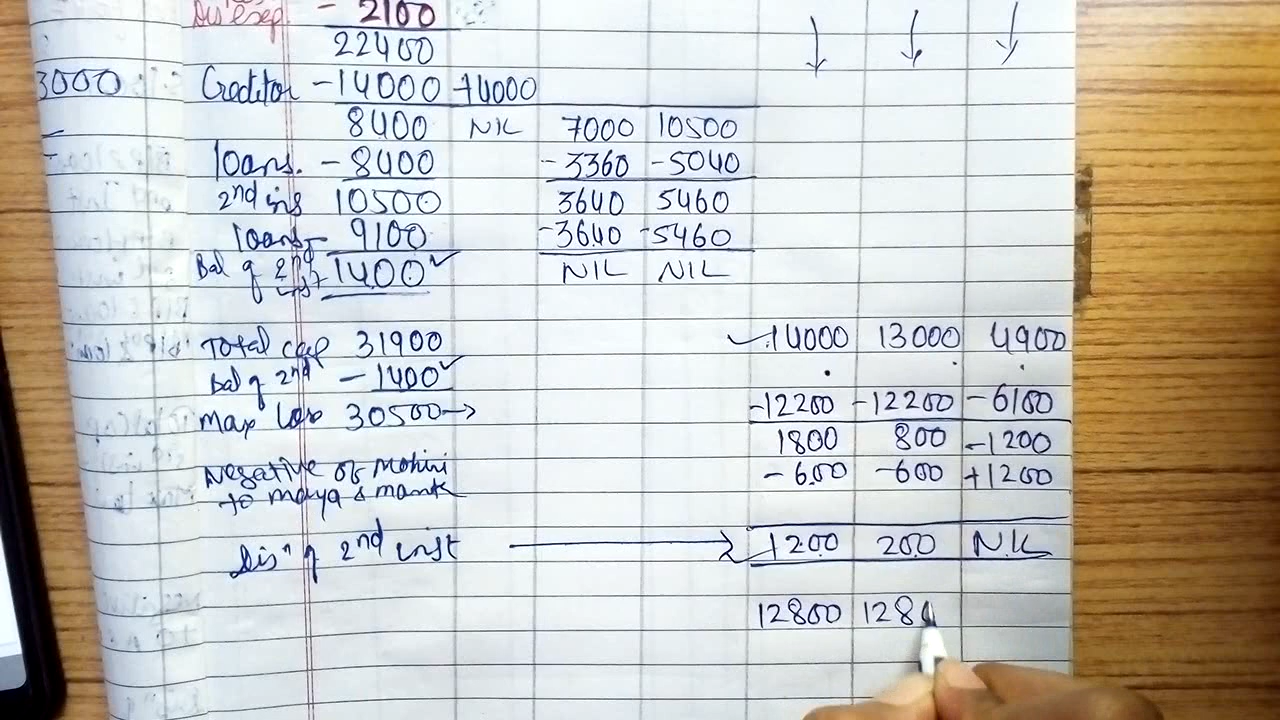 Dis Exp - 2100
22400
3000 Creditor -14000 -14000
8400 NIL 7000 10500
loans. - 8400 -3360 -5040
2nd ins 10500 3640 5460
loans - 9100 -3640 -5460
Bal of 2nd inst 1400 NIL NIL
Total cap 31900 14000 13000 4900
Bal of 2nd - 1400
Max Loss 30500 -12200 -12200 -6100
1800 800 -1200
Negative of Mohini -600 -600 +1200
to Maya & Mank
Disn of 2nd inst 1200 200 NIL
12800 1280